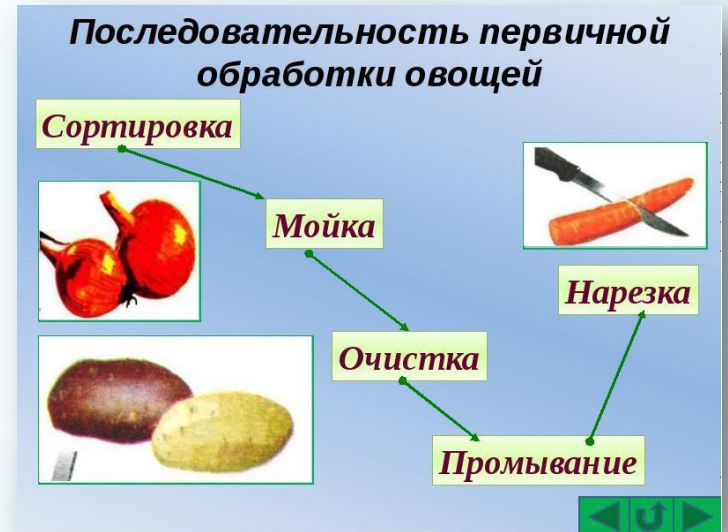 Последовательность первичной
обработки овощей
Сортировка
Мойка
Очистка
Промывание
Нарезка